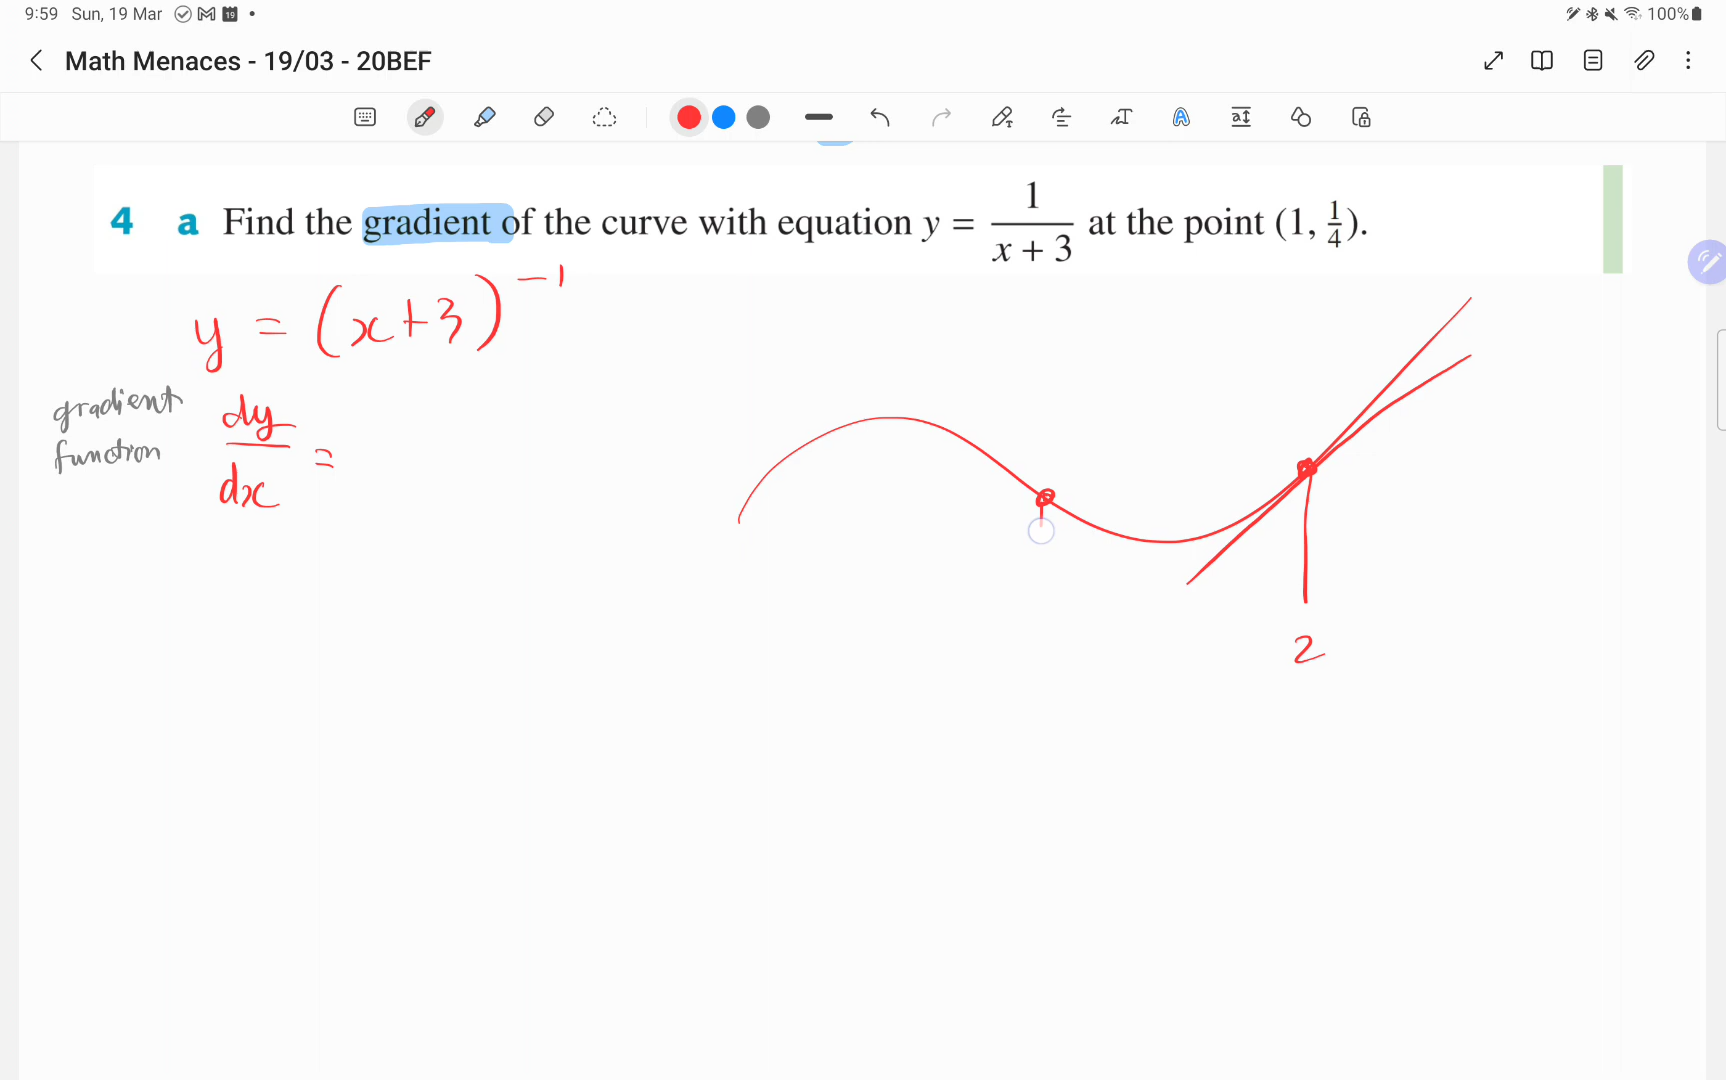 9:59 Sun, 19 Mar 19 100%
Math Menaces - 19/03 - 20BEF
4 a Find the gradient of the curve with equation y = 1/(x + 3) at the point (1, 1/4).
y = (x+3)^-1
gradient function dy/dx =
2